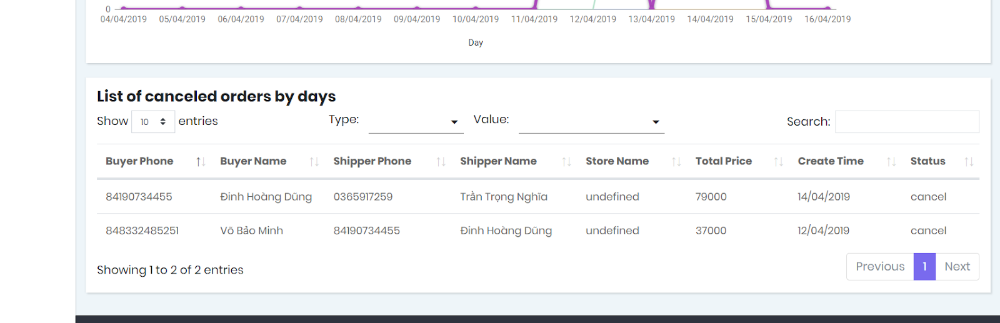 0
04/04/2019 05/04/2019 06/04/2019 07/04/2019 08/04/2019 09/04/2019 10/04/2019 11/04/2019 12/04/2019 13/04/2019 14/04/2019 15/04/2019 16/04/2019
Day
List of canceled orders by days
Show 10 entries Type: Value: Search:
Buyer Phone Buyer Name Shipper Phone Shipper Name Store Name Total Price Create Time Status
84190734455 Đinh Hoàng Dũng 0365917259 Trần Trọng Nghĩa undefined 79000 14/04/2019 cancel
848332485251 Võ Bảo Minh 84190734455 Đinh Hoàng Dũng undefined 37000 12/04/2019 cancel
Showing 1 to 2 of 2 entries Previous 1 Next